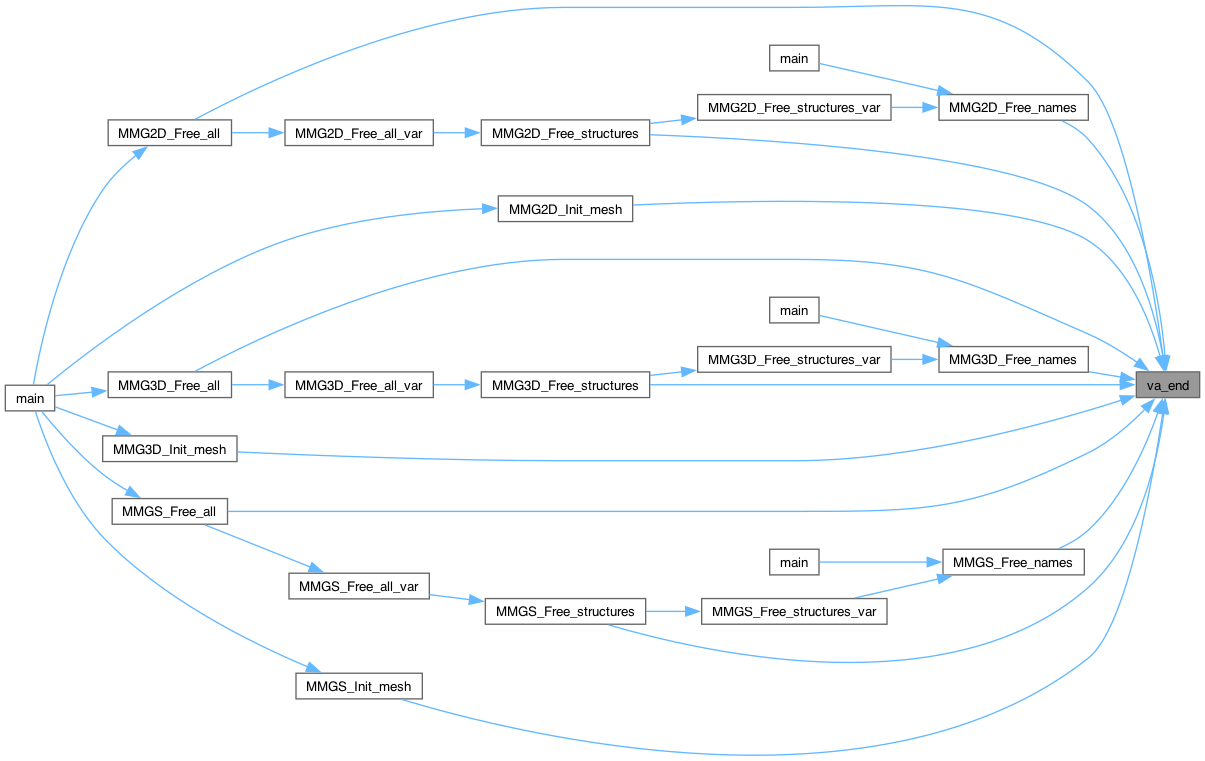 main
MMG2D_Free_structures_var
MMG2D_Free_names
MMG2D_Free_all
MMG2D_Free_all_var
MMG2D_Free_structures
MMG2D_Init_mesh
main
MMG3D_Free_structures_var
MMG3D_Free_names
MMG3D_Free_all
MMG3D_Free_all_var
MMG3D_Free_structures
va_end
main
MMG3D_Init_mesh
MMGS_Free_all
main
MMGS_Free_names
MMGS_Free_all_var
MMGS_Free_structures
MMGS_Free_structures_var
MMGS_Init_mesh